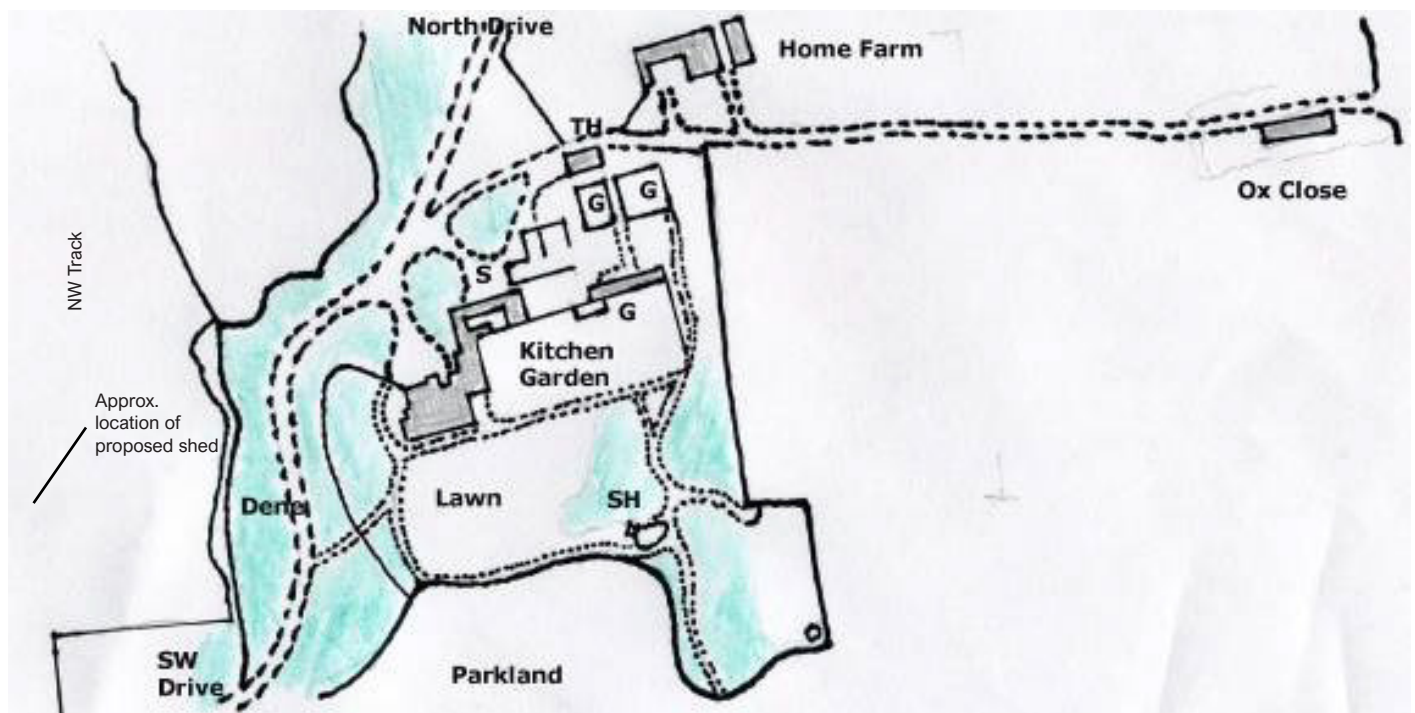 North Drive
Home Farm
TH
Ox Close
G
G
NW Track
S
G
Kitchen
Garden
Approx.
location of
proposed shed
Dene
Lawn
SH
SW
Drive
Parkland